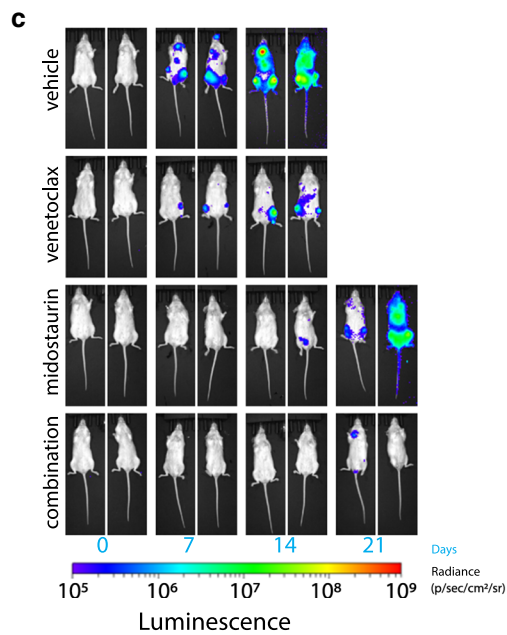 c
vehicle
venetoclax
midostaurin
combination
0 7 14 21 Days
10⁵ 10⁶ 10⁷ 10⁸ 10⁹
Radiance
(p/sec/cm²/sr)
Luminescence